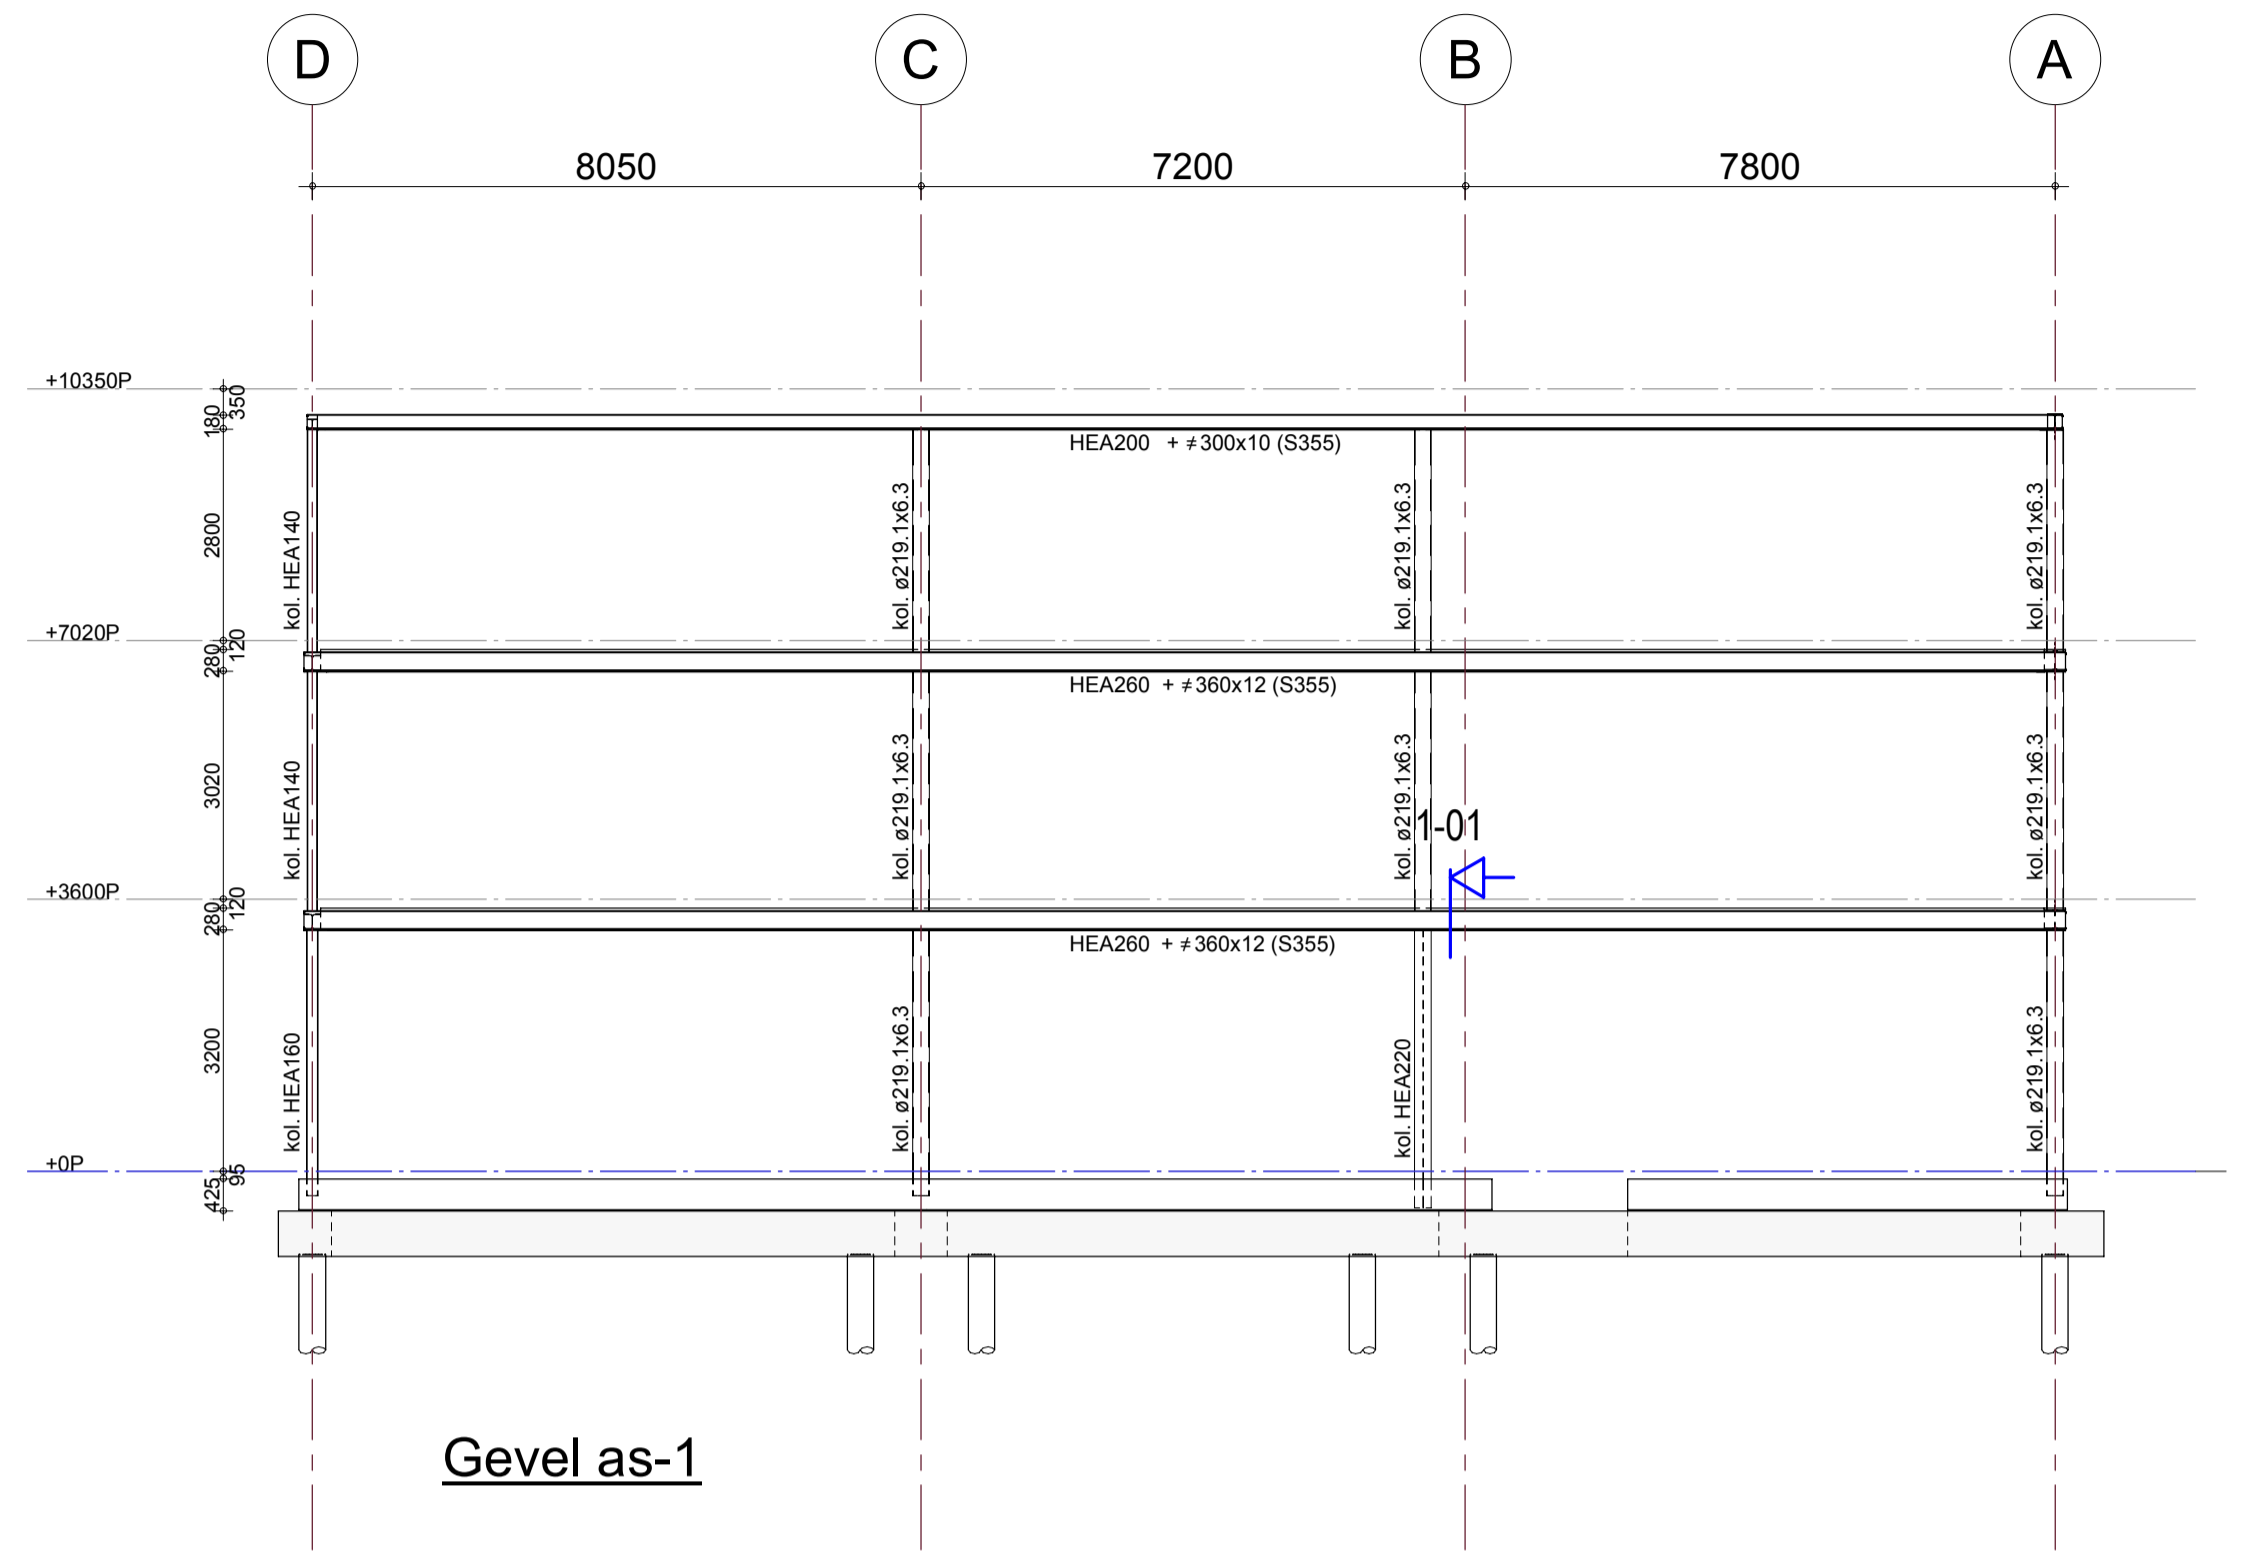 D C B A
8050 7200 7800
+10350P
350
180
HEA200 + ≠300x10 (S355)
2800
kol. HEA140
kol. ø219.1x6.3
kol. ø219.1x6.3
kol. ø219.1x6.3
+7020P
120
280
HEA260 + ≠360x12 (S355)
3020
kol. HEA140
kol. ø219.1x6.3
kol. ø219.1x6.3
kol. ø219.1x6.3
1-01
+3600P
120
280
HEA260 + ≠360x12 (S355)
3200
kol. HEA160
kol. ø219.1x6.3
kol. HEA220
kol. ø219.1x6.3
+0P
95
425
Gevel as-1